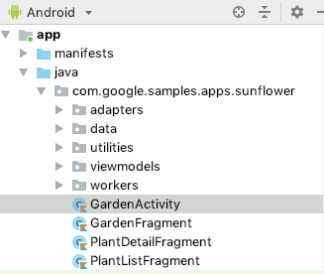 Android
app
manifests
java
com.google.samples.apps.sunflower
adapters
data
utilities
viewmodels
workers
GardenActivity
GardenFragment
PlantDetailFragment
PlantListFragment